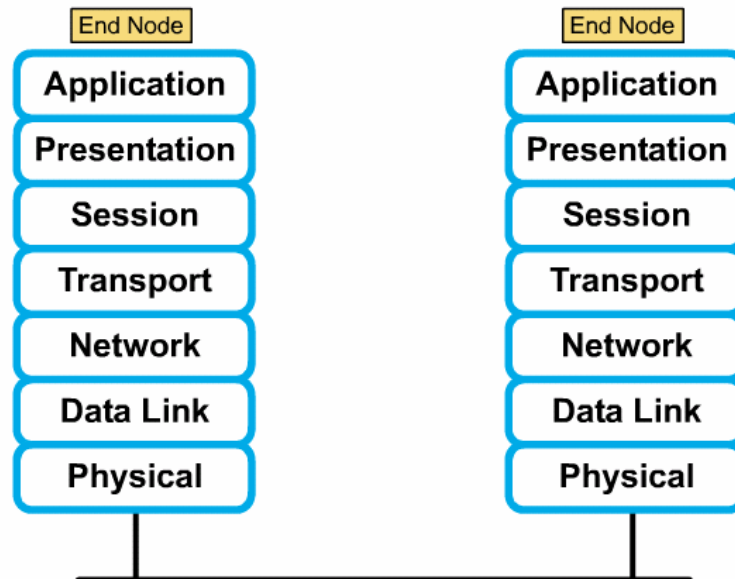 End Node
Application
Presentation
Session
Transport
Network
Data Link
Physical
End Node
Application
Presentation
Session
Transport
Network
Data Link
Physical